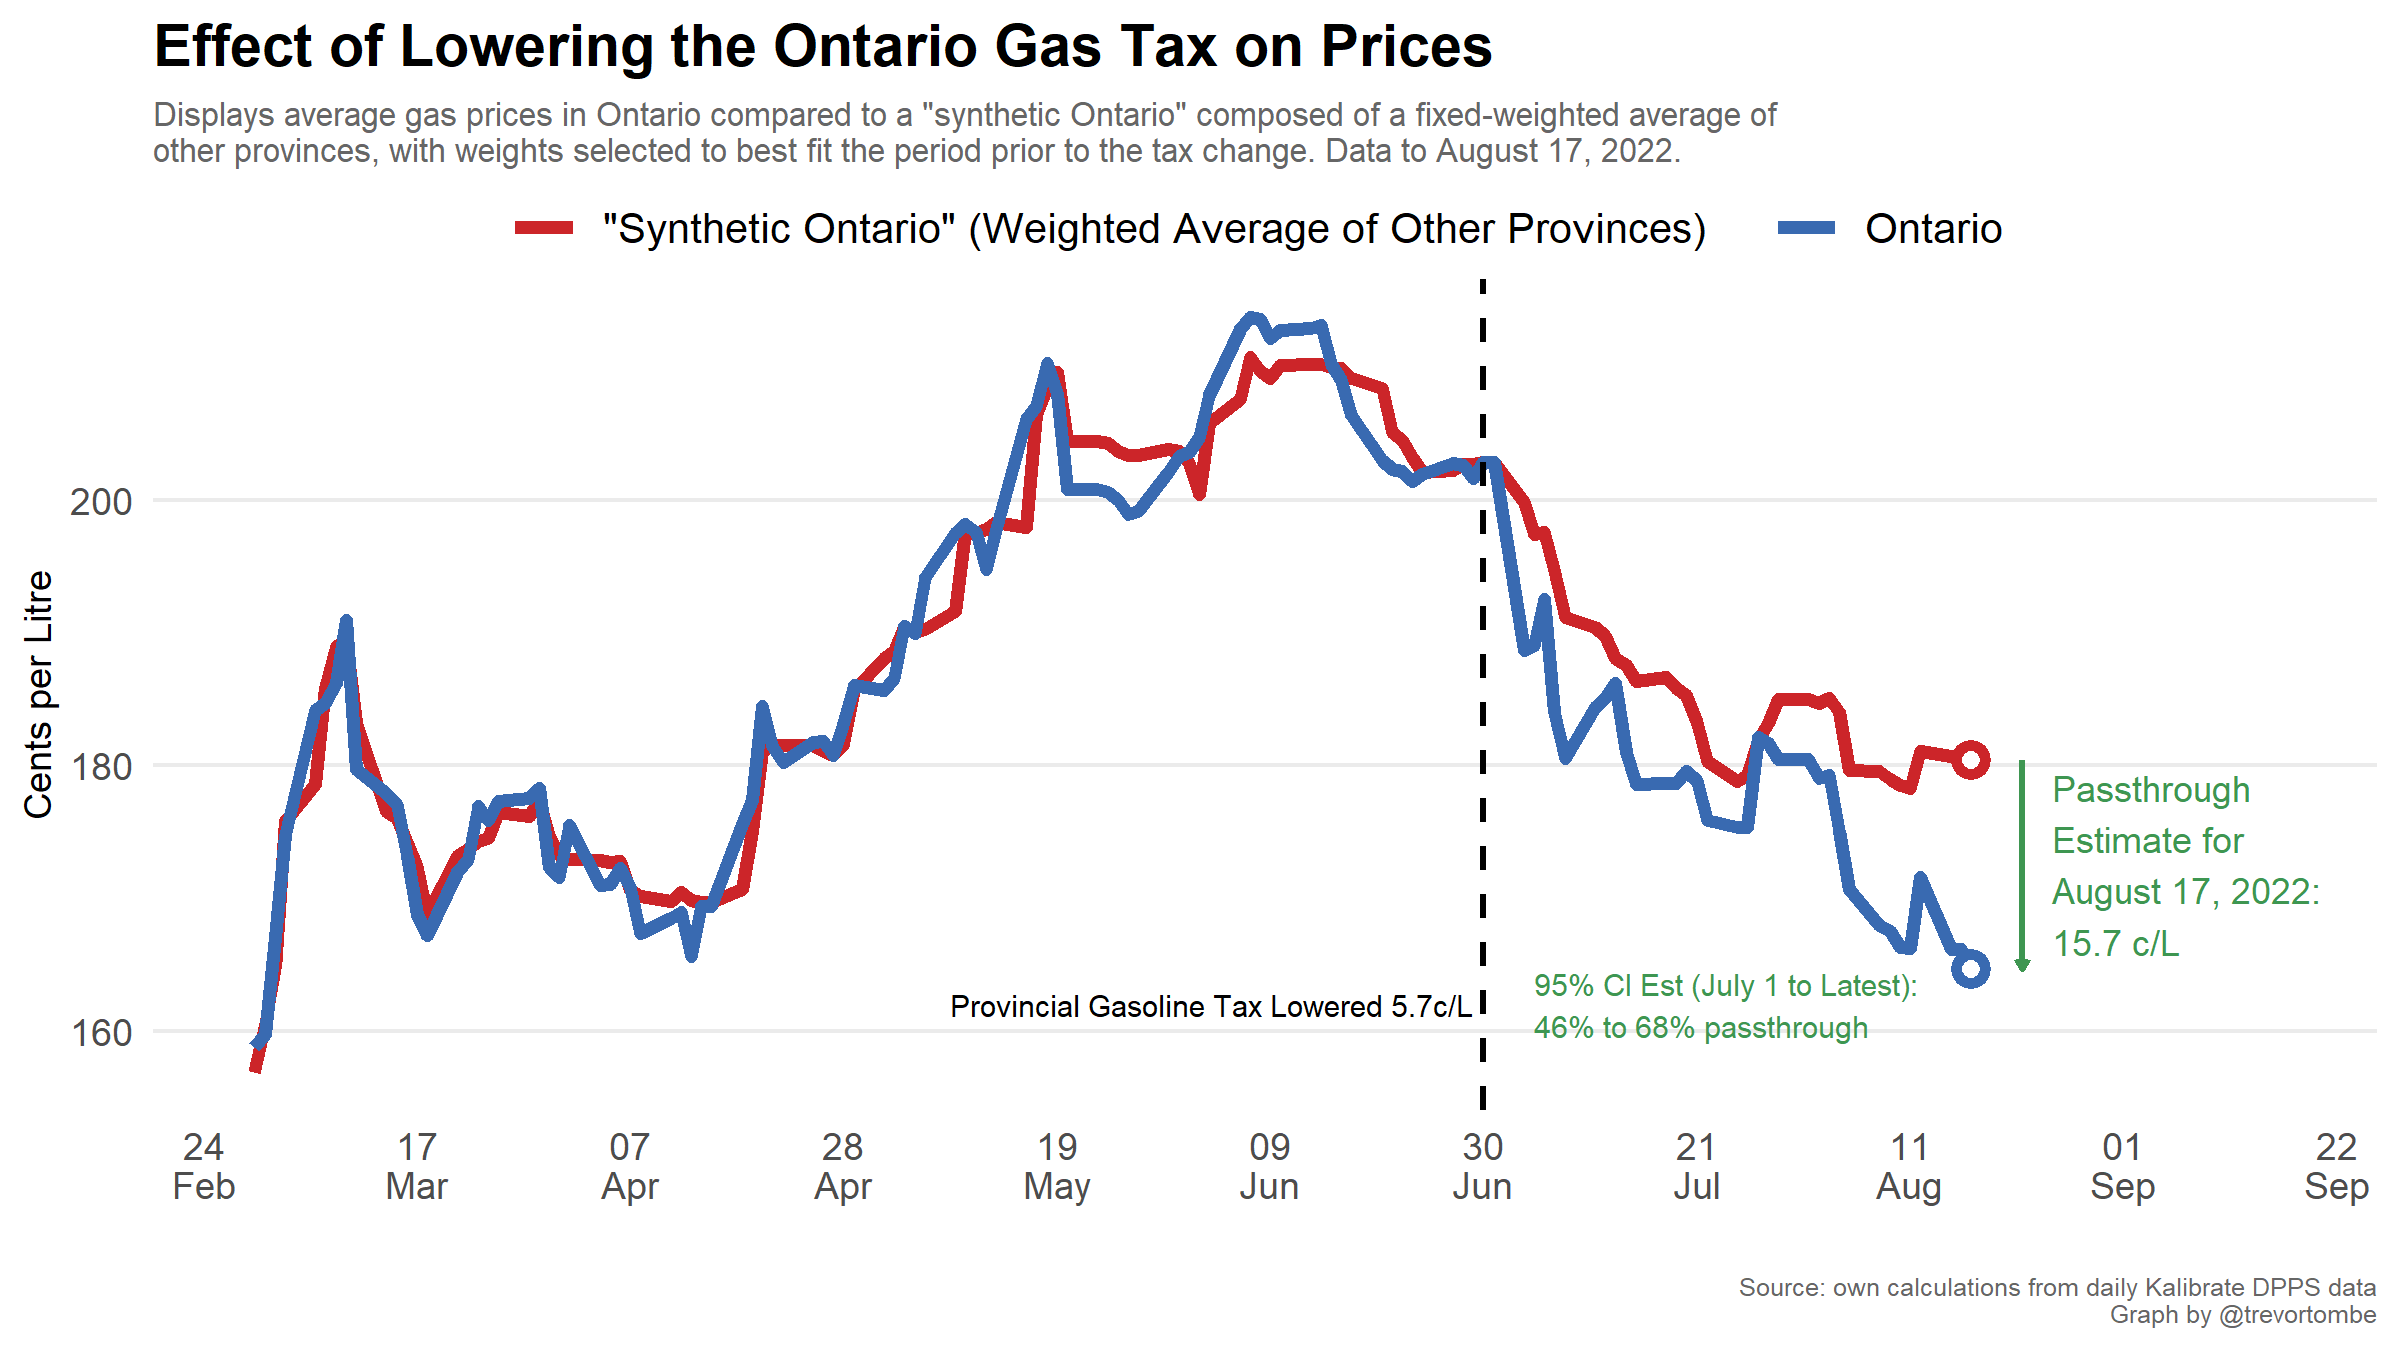 Effect of Lowering the Ontario Gas Tax on Prices
Displays average gas prices in Ontario compared to a "synthetic Ontario" composed of a fixed-weighted average of
other provinces, with weights selected to best fit the period prior to the tax change. Data to August 17, 2022.
"Synthetic Ontario" (Weighted Average of Other Provinces)
Ontario
Cents per Litre
200
180
160
Passthrough
Estimate for
August 17, 2022:
15.7 c/L
95% CI Est (July 1 to Latest):
46% to 68% passthrough
Provincial Gasoline Tax Lowered 5.7c/L
24 17 07 28 19 09 30 21 11 01 22
Feb Mar Apr Apr May Jun Jun Jul Aug Sep Sep
Source: own calculations from daily Kalibrate DPPS data
Graph by @trevortombe